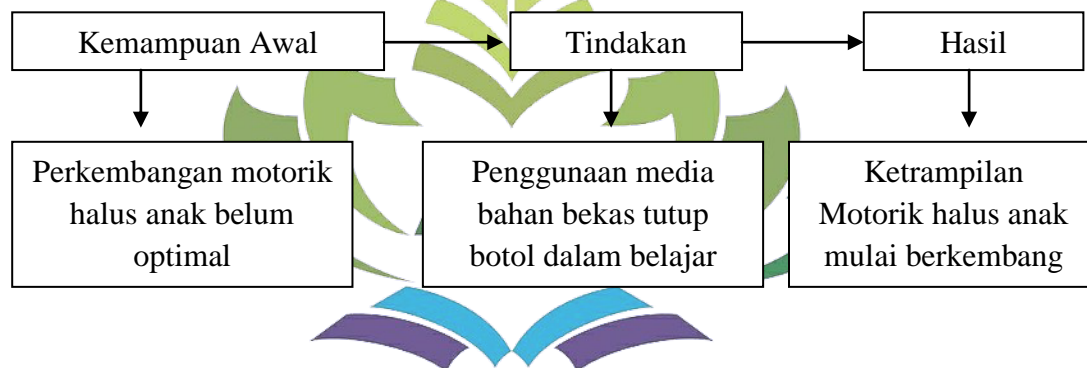 Kemampuan Awal
Tindakan
Hasil
Perkembangan motorik
halus anak belum
optimal
Penggunaan media
bahan bekas tutup
botol dalam belajar
Ketrampilan
Motorik halus anak
mulai berkembang